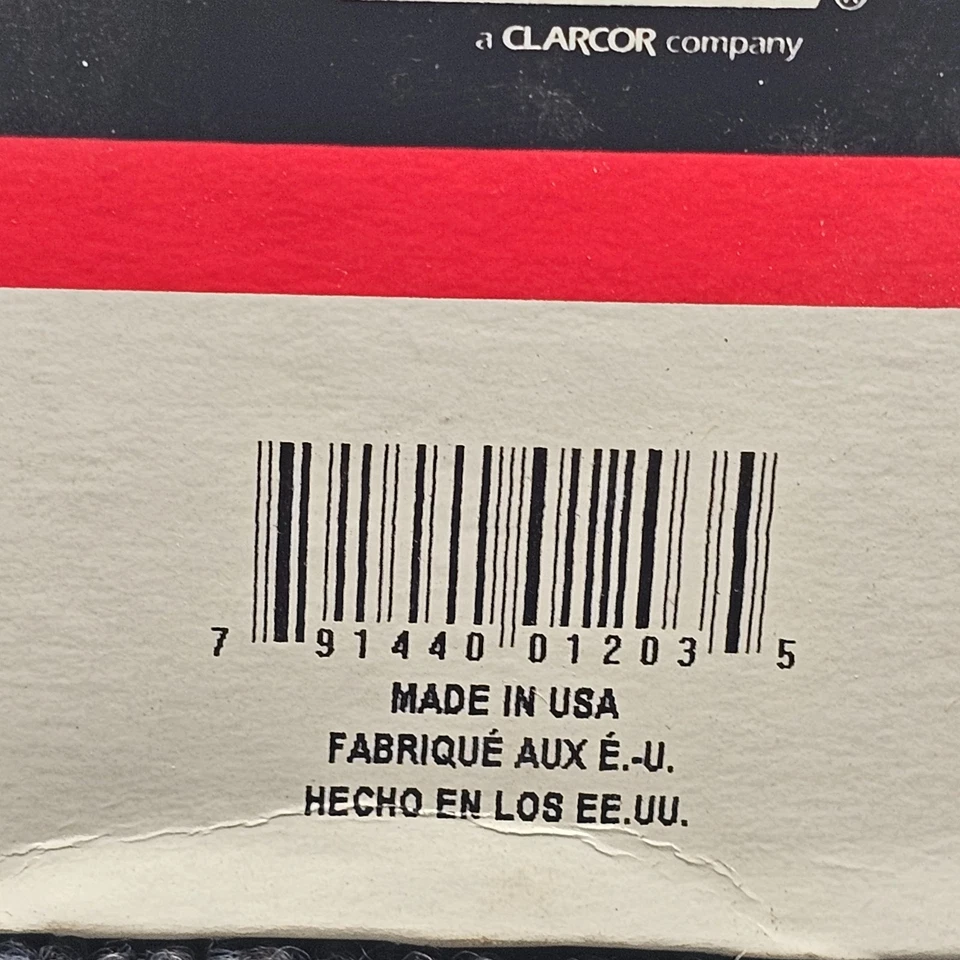 ®
a CLARCOR company
7 91440 01203 5
MADE IN USA
FABRIQUÉ AUX É.-U.
HECHO EN LOS EE.UU.